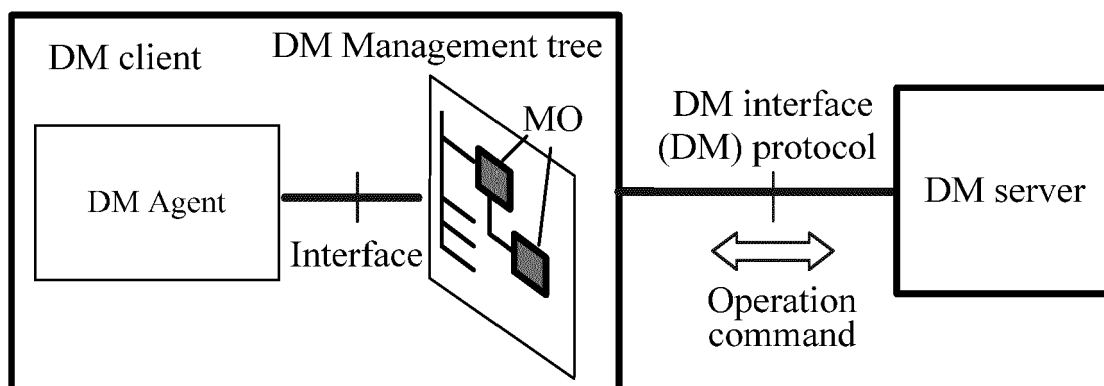 DM client
DM Management tree
MO
DM Agent
Interface
DM interface
(DM) protocol
Operation
command
DM server